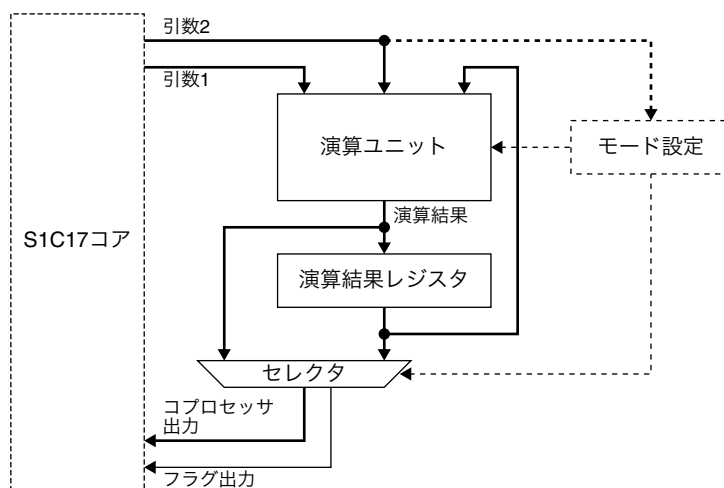 引数2
引数1
演算ユニット
モード設定
演算結果
S1C17コア
演算結果レジスタ
セレクタ
コプロセッサ
出力
フラグ出力